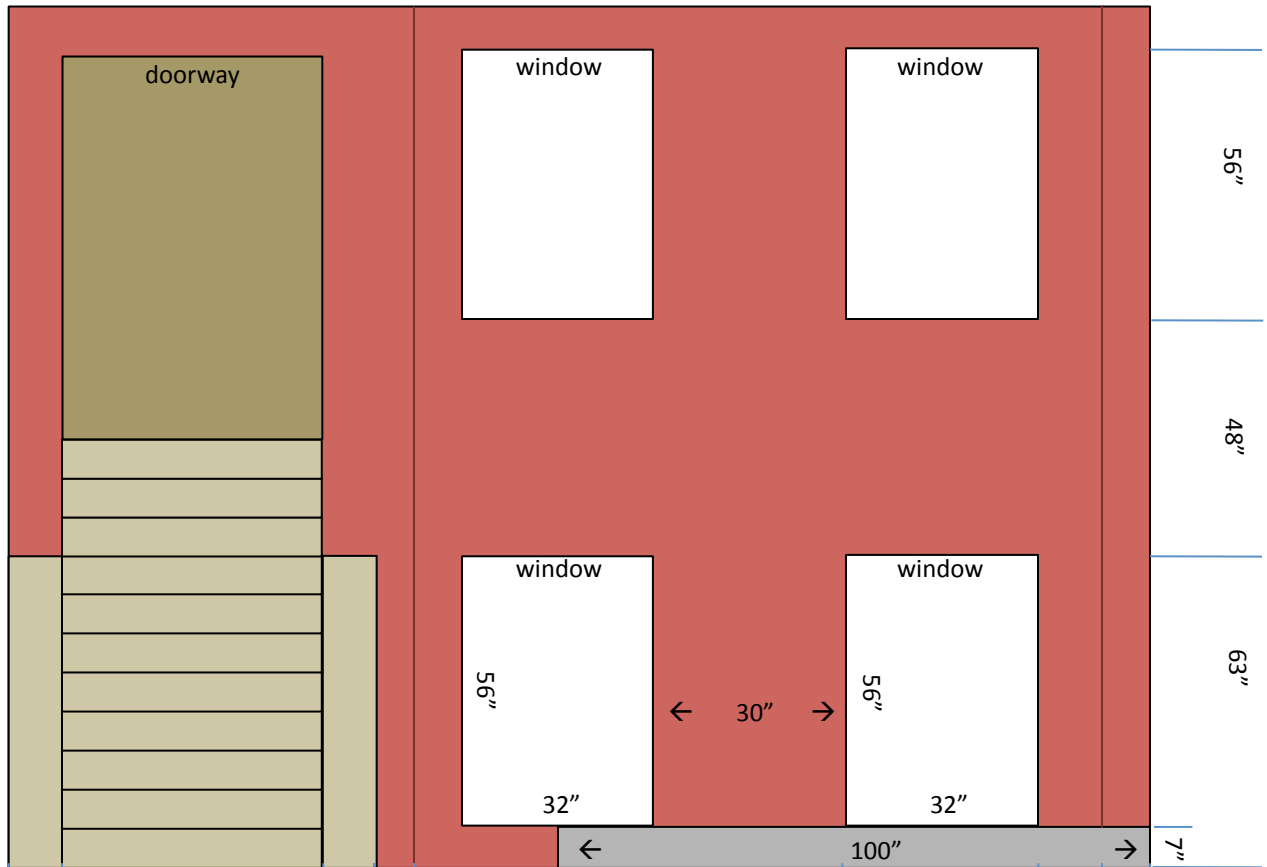 doorway
window
window
56”
48”
window
window
63”
56”
56”
← 30” →
32”
32”
← 100” →
7”